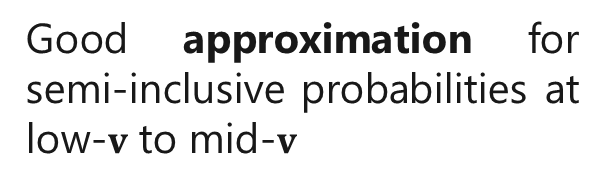 Good approximation for
semi-inclusive probabilities at
low-v to mid-v